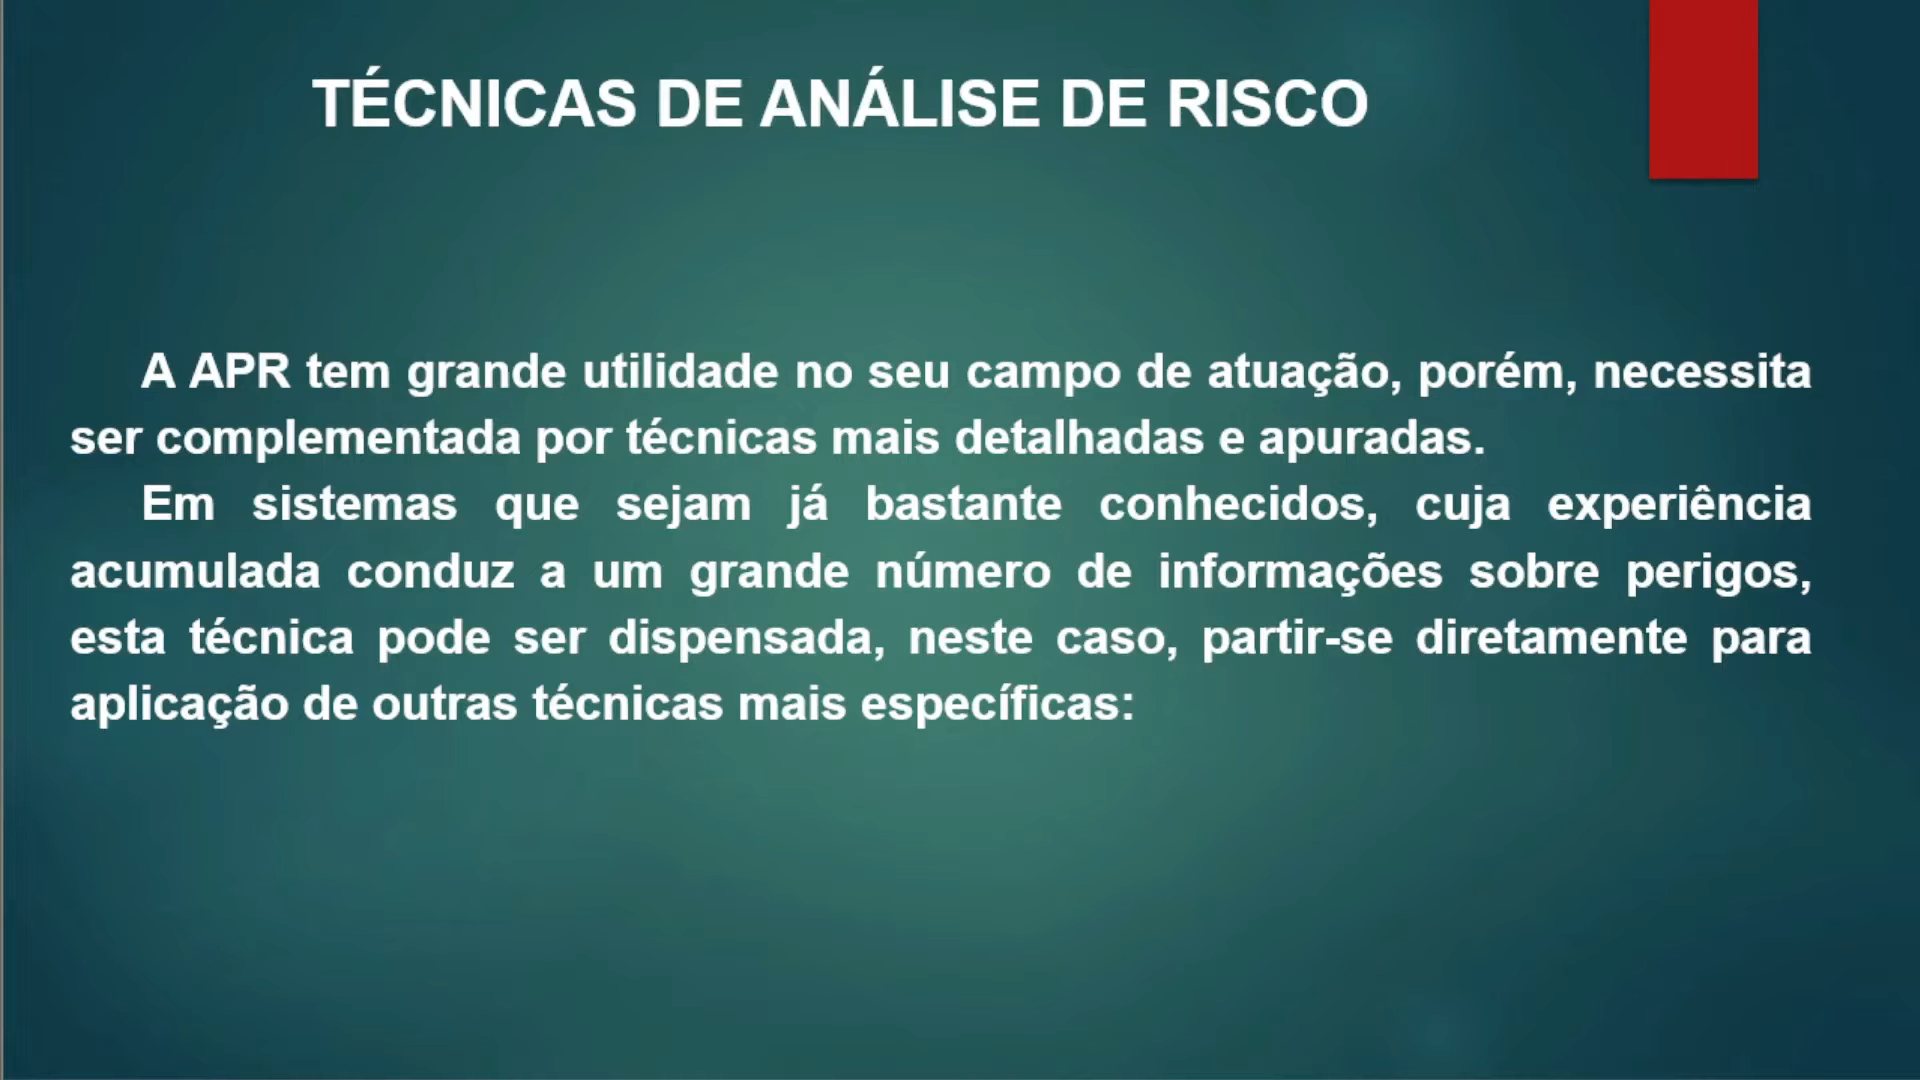 TÉCNICAS DE ANÁLISE DE RISCO
A APR tem grande utilidade no seu campo de atuação, porém, necessita
ser complementada por técnicas mais detalhadas e apuradas.
Em sistemas que sejam já bastante conhecidos, cuja experiência
acumulada conduz a um grande número de informações sobre perigos,
esta técnica pode ser dispensada, neste caso, partir-se diretamente para
aplicação de outras técnicas mais específicas: